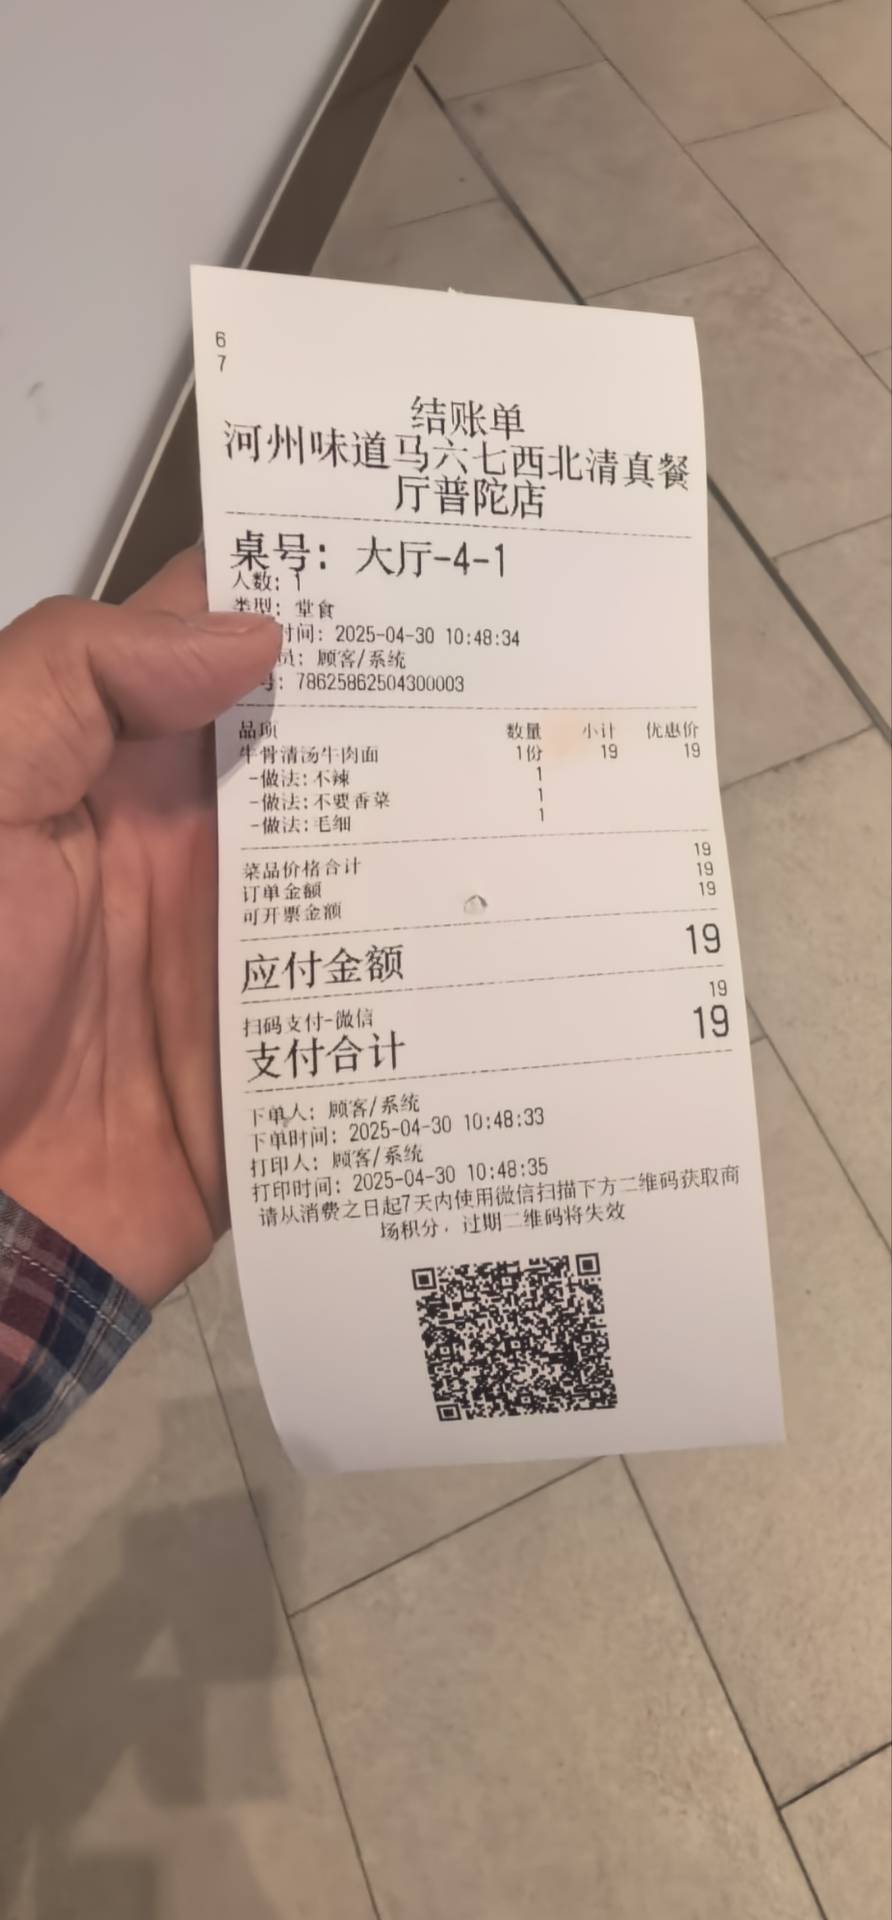 6
7
结账单
河州味道马六七西北清真餐
厅普陀店
桌号: 大厅-4-1
人数: 1
类型: 堂食
时间: 2025-04-30 10:48:34
员: 顾客/系统
号: 78625862504300003
品项 数量 小计 优惠价
牛骨清汤牛肉面 1份 19 19
-做法:不辣 1
-做法:不要香菜 1
-做法:毛细 1
菜品价格合计 19
订单金额 19
可开票金额 19
应付金额 19
扫码支付-微信 19
支付合计 19
下单人: 顾客/系统
下单时间: 2025-04-30 10:48:33
打印人: 顾客/系统
打印时间: 2025-04-30 10:48:35
请从消费之日起7天内使用微信扫描下方二维码获取商
场积分，过期二维码将失效